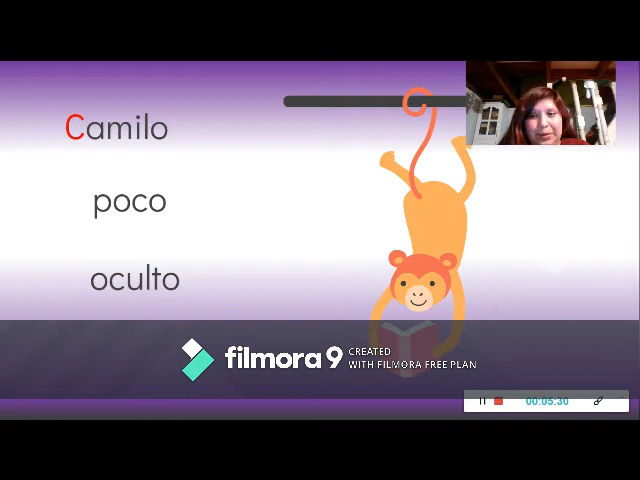 Camilo
poco
oculto
filmora 9 CREATED
WITH FILMORA FREE PLAN
00:05:30